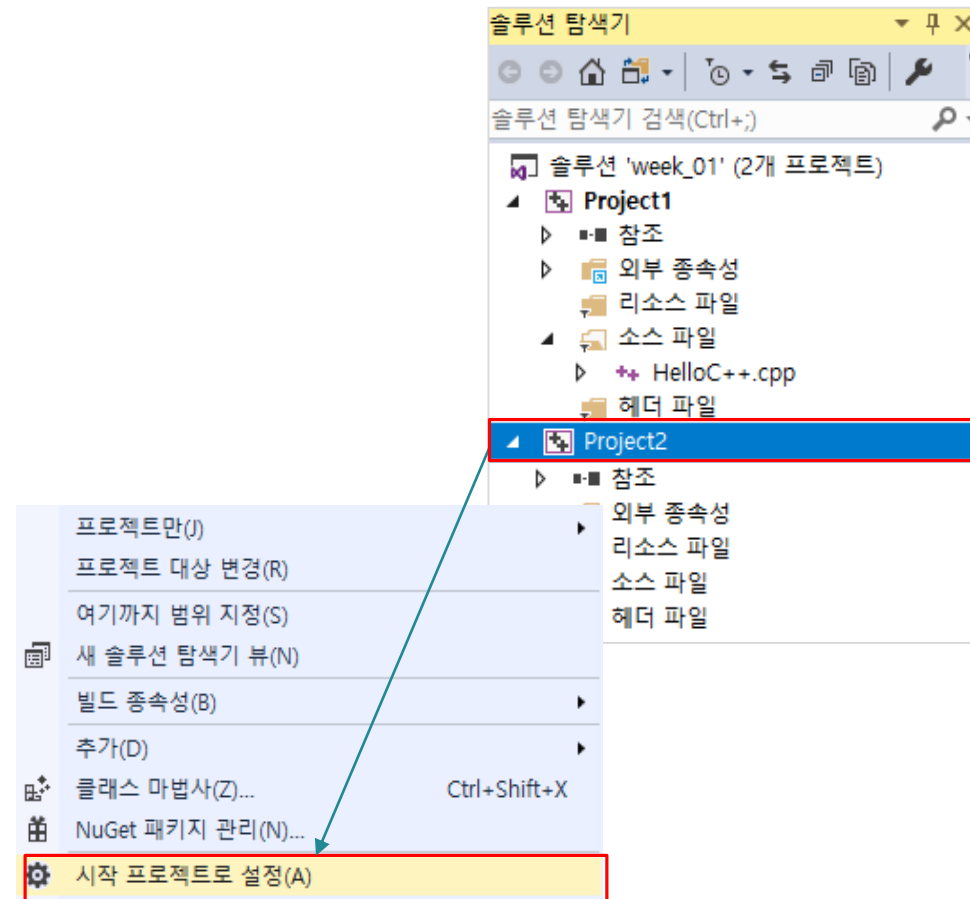 솔루션 탐색기
솔루션 탐색기 검색(Ctrl+;)
솔루션 'week_01' (2개 프로젝트)
Project1
참조
외부 종속성
리소스 파일
소스 파일
HelloC++.cpp
헤더 파일
Project2
참조
외부 종속성
리소스 파일
소스 파일
헤더 파일
프로젝트만(J)
프로젝트 대상 변경(R)
여기까지 범위 지정(S)
새 솔루션 탐색기 뷰(N)
빌드 종속성(B)
추가(D)
클래스 마법사(Z)... Ctrl+Shift+X
NuGet 패키지 관리(N)...
시작 프로젝트로 설정(A)